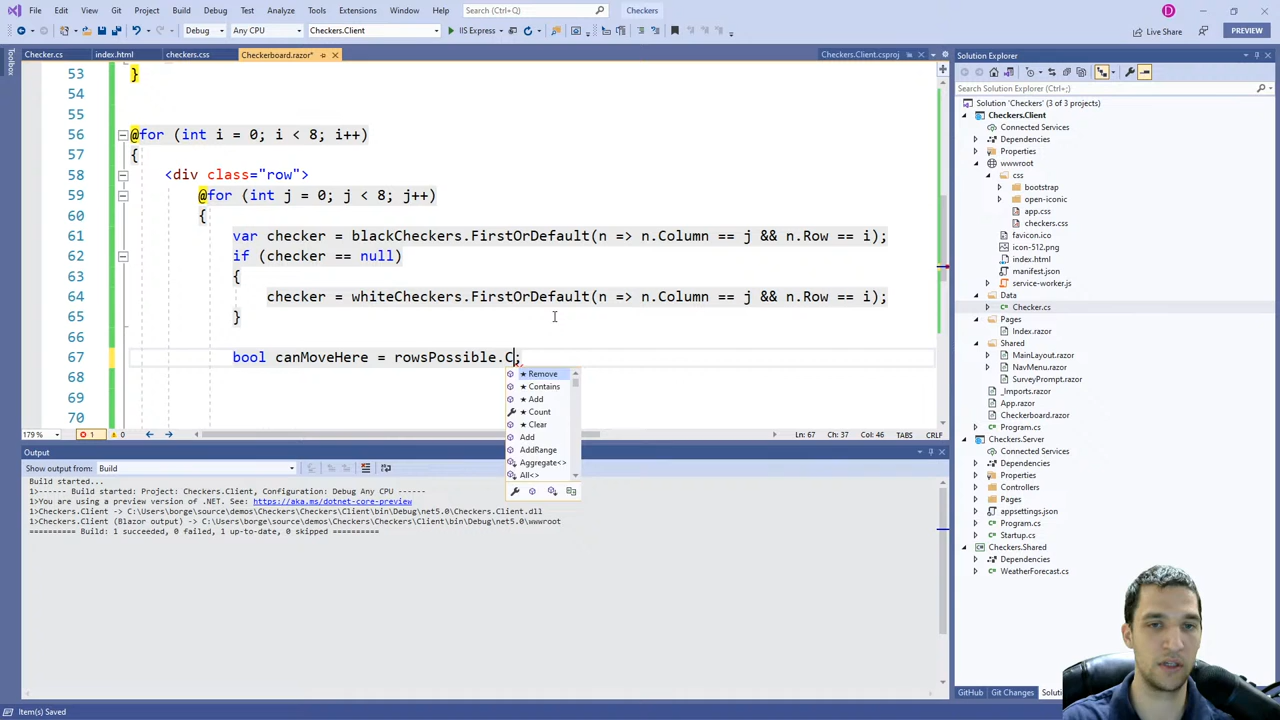 File Edit View Git Project Build Debug Test Analyze Tools Extensions Window Help Search (Ctrl+Q) Checkers D
Debug Any CPU Checkers.Client IIS Express Live Share PREVIEW
Toolbox
Checker.cs index.html checkers.css Checkerboard.razor* Checkers.Client.csproj
53 }
54
55
56 @for (int i = 0; i < 8; i++)
57 {
58 <div class="row">
59 @for (int j = 0; j < 8; j++)
60 {
61 var checker = blackCheckers.FirstOrDefault(n => n.Column == j && n.Row == i);
62 if (checker == null)
63 {
64 checker = whiteCheckers.FirstOrDefault(n => n.Column == j && n.Row == i);
65 }
66
67 bool canMoveHere = rowsPossible.C;
68
69
70
★ Remove
★ Contains
★ Add
★ Count
★ Clear
Add
AddRange
Aggregate<>
All<>
179 % 1 0 Ln: 67 Ch: 37 Col: 46 TABS CRLF
Output
Show output from: Build
Build started...
1>------ Build started: Project: Checkers.Client, Configuration: Debug Any CPU ------
1>You are using a preview version of .NET. See: https://aka.ms/dotnet-core-preview
1>Checkers.Client -> C:\Users\borge\source\demos\Checkers\Checkers\Client\bin\Debug\net5.0\Checkers.Client.dll
1>Checkers.Client (Blazor output) -> C:\Users\borge\source\demos\Checkers\Checkers\Client\bin\Debug\net5.0\wwwroot
========== Build: 1 succeeded, 0 failed, 1 up-to-date, 0 skipped ==========
Item(s) Saved
Solution Explorer
Search Solution Explorer (Ctrl+;)
Solution 'Checkers' (3 of 3 projects)
Checkers.Client
Connected Services
Dependencies
Properties
wwwroot
css
bootstrap
open-iconic
app.css
checkers.css
favicon.ico
icon-512.png
index.html
manifest.json
service-worker.js
Data
Checker.cs
Pages
Index.razor
Shared
MainLayout.razor
NavMenu.razor
SurveyPrompt.razor
_Imports.razor
App.razor
Checkerboard.razor
Program.cs
Checkers.Server
Connected Services
Dependencies
Properties
Controllers
Pages
appsettings.json
Program.cs
Startup.cs
Checkers.Shared
Dependencies
WeatherForecast.cs
GitHub Git Changes Solu